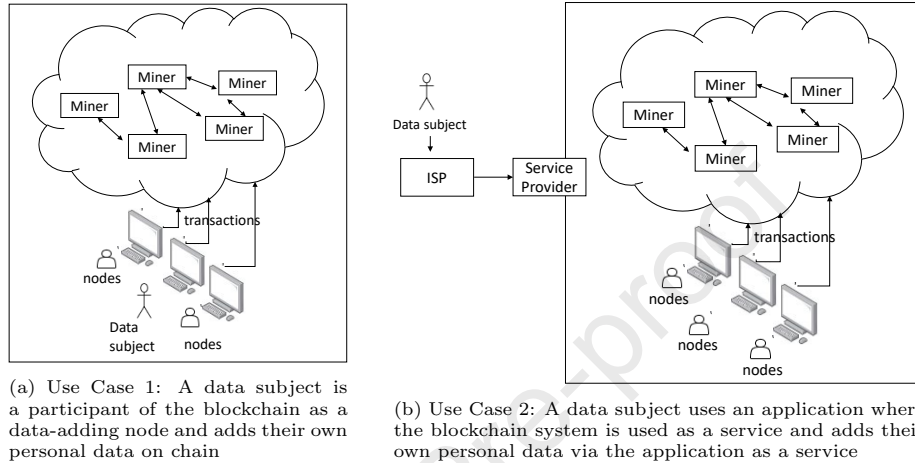 Miner
Miner
Miner
Miner
Miner
transactions
nodes
Data
subject
nodes
(a) Use Case 1: A data subject is
a participant of the blockchain as a
data-adding node and adds their own
personal data on chain
Data subject
ISP
Service
Provider
Miner
Miner
Miner
Miner
Miner
transactions
nodes
nodes
nodes
(b) Use Case 2: A data subject uses an application wher
the blockchain system is used as a service and adds thei
own personal data via the application as a service
re-proof